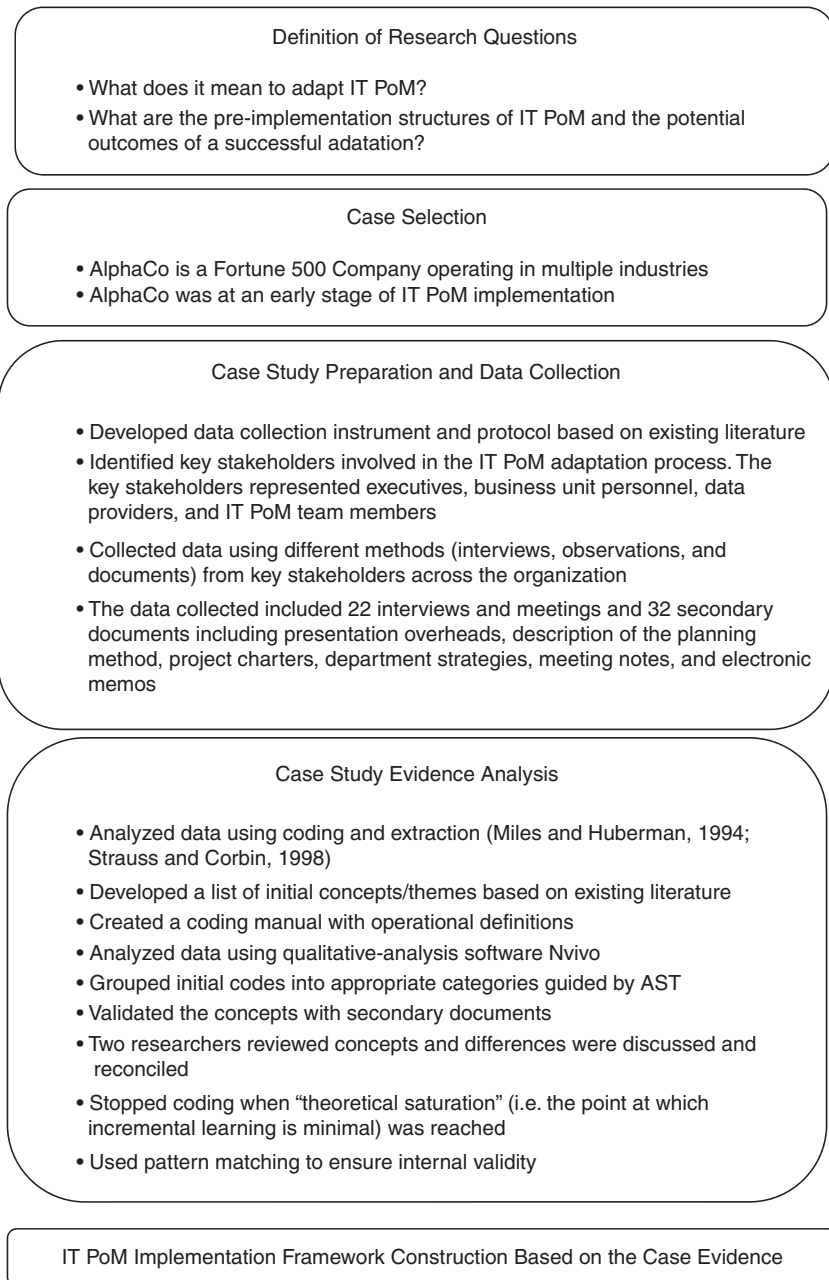 Definition of Research Questions
• What does it mean to adapt IT PoM?
• What are the pre-implementation structures of IT PoM and the potential
outcomes of a successful adatation?
Case Selection
• AlphaCo is a Fortune 500 Company operating in multiple industries
• AlphaCo was at an early stage of IT PoM implementation
Case Study Preparation and Data Collection
• Developed data collection instrument and protocol based on existing literature
• Identified key stakeholders involved in the IT PoM adaptation process. The
key stakeholders represented executives, business unit personnel, data
providers, and IT PoM team members
• Collected data using different methods (interviews, observations, and
documents) from key stakeholders across the organization
• The data collected included 22 interviews and meetings and 32 secondary
documents including presentation overheads, description of the planning
method, project charters, department strategies, meeting notes, and electronic
memos
Case Study Evidence Analysis
• Analyzed data using coding and extraction (Miles and Huberman, 1994;
Strauss and Corbin, 1998)
• Developed a list of initial concepts/themes based on existing literature
• Created a coding manual with operational definitions
• Analyzed data using qualitative-analysis software Nvivo
• Grouped initial codes into appropriate categories guided by AST
• Validated the concepts with secondary documents
• Two researchers reviewed concepts and differences were discussed and
reconciled
• Stopped coding when “theoretical saturation” (i.e. the point at which
incremental learning is minimal) was reached
• Used pattern matching to ensure internal validity
IT PoM Implementation Framework Construction Based on the Case Evidence